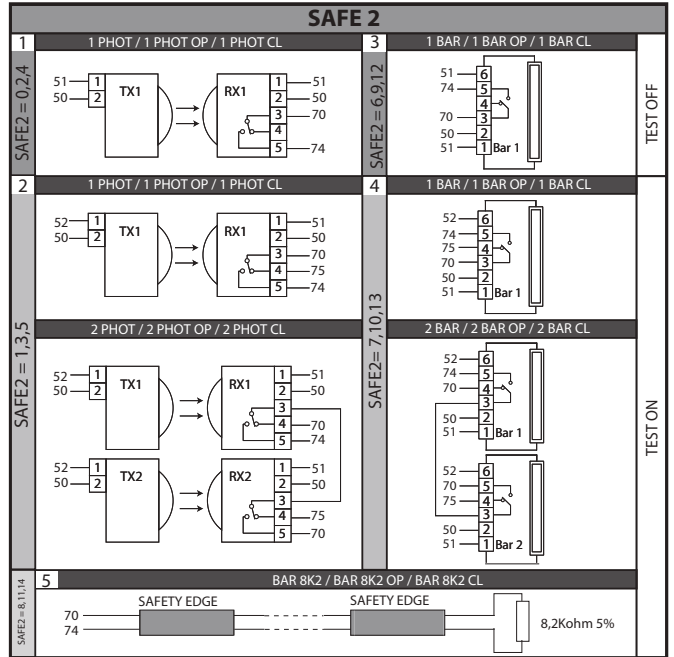 SAFE 2
1 1 PHOT / 1 PHOT OP / 1 PHOT CL
SAFE2 = 0,2,4
51 1 TX1 RX1 1 51
50 2 2 50
3 70
4
5 74
3 1 BAR / 1 BAR OP / 1 BAR CL
SAFE2 = 6,9,12
51 6
74 5
4
70 3
50 2
51 1 Bar 1
TEST OFF
2 1 PHOT / 1 PHOT OP / 1 PHOT CL
SAFE2 = 1,3,5
52 1 TX1 RX1 1 51
50 2 2 50
3 70
4 75
5 74
2 PHOT / 2 PHOT OP / 2 PHOT CL
52 1 TX1 RX1 1 51
50 2 2 50
3
4 70
5 74
52 1 TX2 RX2 1 51
50 2 2 50
3
4 75
5 70
4 1 BAR / 1 BAR OP / 1 BAR CL
SAFE2= 7,10,13
52 6
74 5
75 4
70 3
50 2
51 1 Bar 1
2 BAR / 2 BAR OP / 2 BAR CL
52 6
74 5
70 4
3
50 2
51 1 Bar 1
52 6
70 5
75 4
3
50 2
51 1 Bar 2
TEST ON
5 BAR 8K2 / BAR 8K2 OP / BAR 8K2 CL
SAFE2 = 8,11,14
SAFETY EDGE SAFETY EDGE
70
74
8,2Kohm 5%